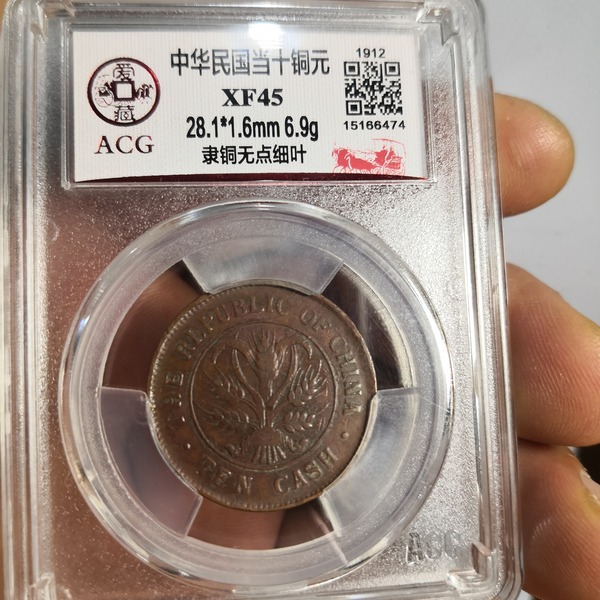 爱藏
ACG
中华民国当十铜元
XF45
28.1*1.6mm 6.9g
隶铜无点细叶
1912
15166474
THE REPUBLIC OF CHINA
· TEN CASH ·
ACG